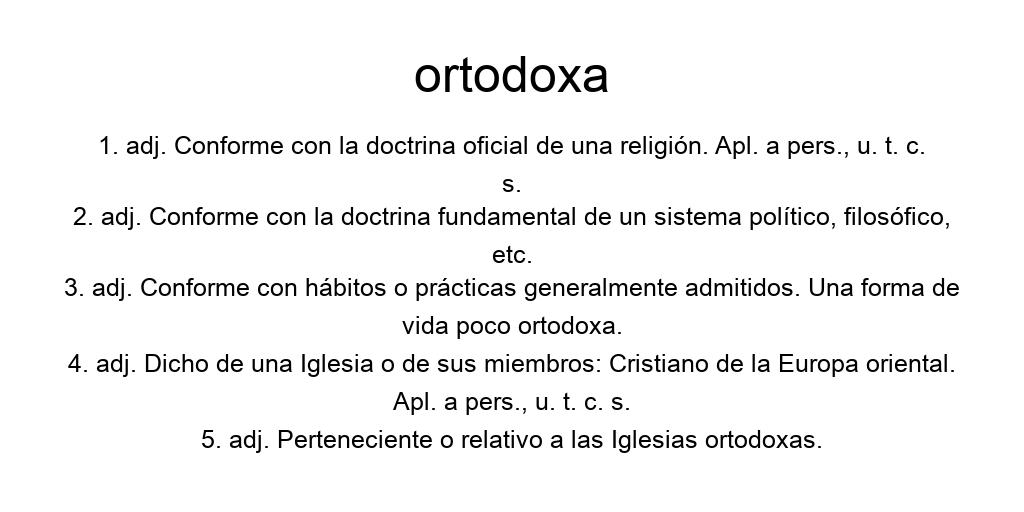 ortodoxa
1. adj. Conforme con la doctrina oficial de una religión. Apl. a pers., u. t. c.
s.
2. adj. Conforme con la doctrina fundamental de un sistema político, filosófico,
etc.
3. adj. Conforme con hábitos o prácticas generalmente admitidos. Una forma de
vida poco ortodoxa.
4. adj. Dicho de una Iglesia o de sus miembros: Cristiano de la Europa oriental.
Apl. a pers., u. t. c. s.
5. adj. Perteneciente o relativo a las Iglesias ortodoxas.